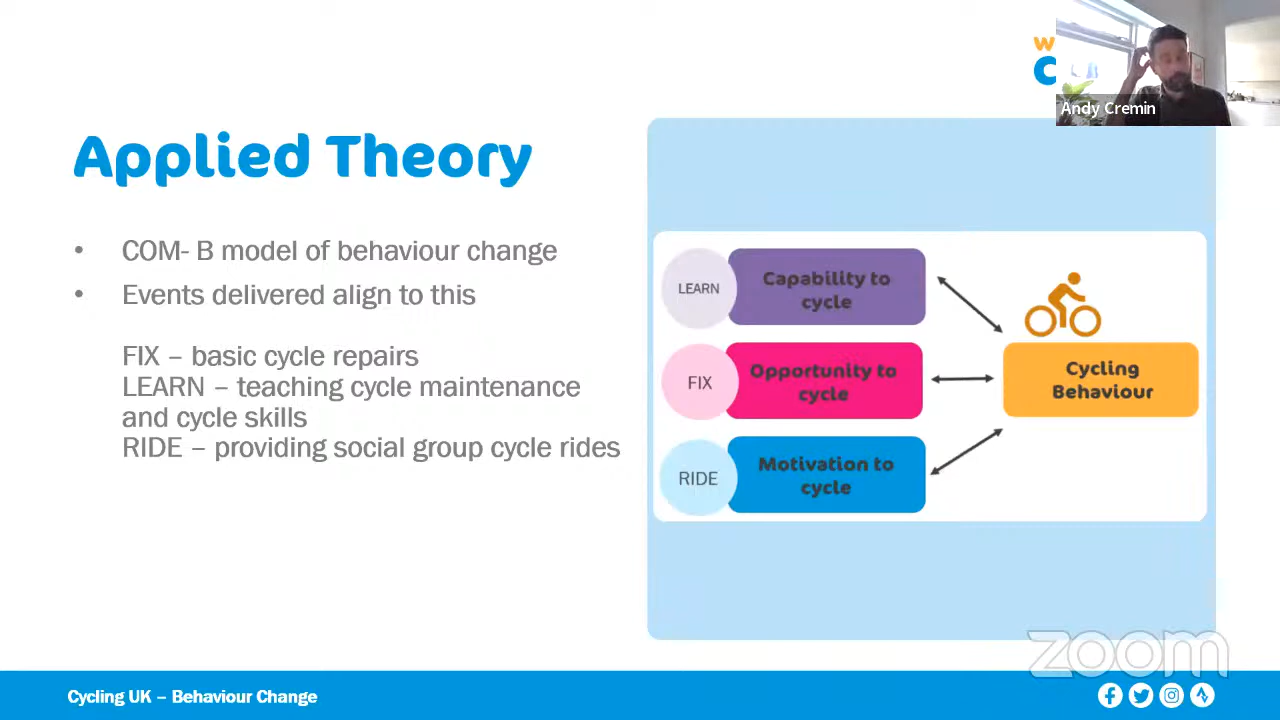 W
C
Andy Cremin
Applied Theory
• COM- B model of behaviour change
• Events delivered align to this
FIX – basic cycle repairs
LEARN – teaching cycle maintenance
and cycle skills
RIDE – providing social group cycle rides
LEARN
Capability to
cycle
FIX
Opportunity to
cycle
RIDE
Motivation to
cycle
Cycling
Behaviour
zoom
Cycling UK – Behaviour Change